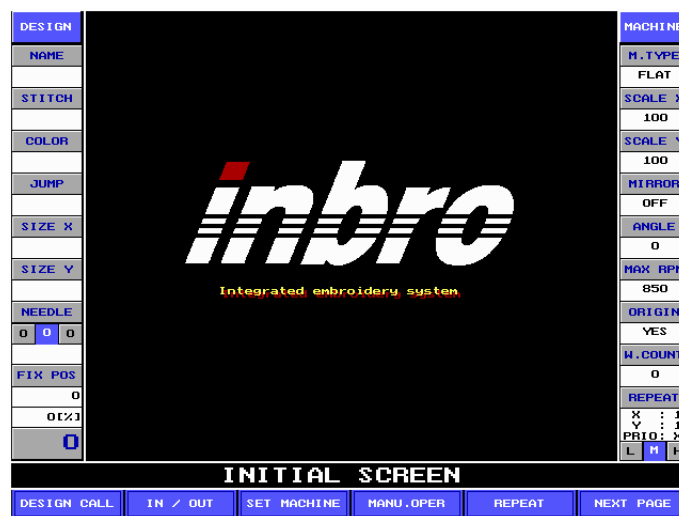 DESIGN
NAME
STITCH
COLOR
JUMP
SIZE X
SIZE Y
NEEDLE
0 0 0
FIX POS
0
0[%]
0
inbro
Integrated embroidery system
MACHINE
M.TYPE
FLAT
SCALE X
100
SCALE Y
100
MIRROR
OFF
ANGLE
0
MAX RPM
850
ORIGIN
YES
W.COUNT
0
REPEAT
X : 1
Y : 1
PRIO: X
L M H
INITIAL SCREEN
DESIGN CALL IN / OUT SET MACHINE MANU.OPER REPEAT NEXT PAGE